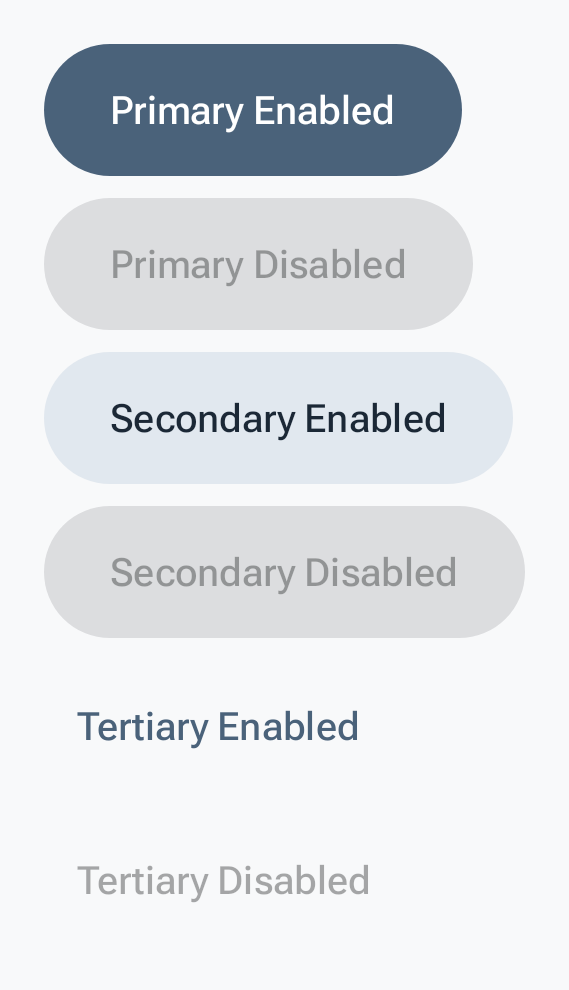 Primary Enabled
Primary Disabled
Secondary Enabled
Secondary Disabled
Tertiary Enabled
Tertiary Disabled